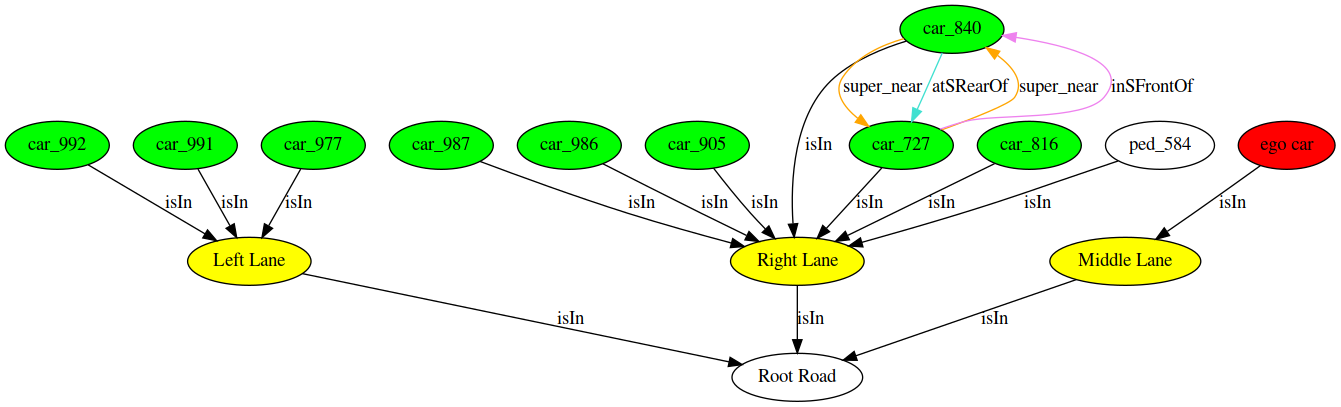 car_840
super_near
atSRearOf
super_near
inSFrontOf
car_992
car_991
car_977
car_987
car_986
car_905
isIn
car_727
car_816
ped_584
ego car
isIn
isIn
isIn
isIn
isIn
isIn
isIn
isIn
isIn
isIn
Left Lane
Right Lane
Middle Lane
isIn
isIn
isIn
Root Road